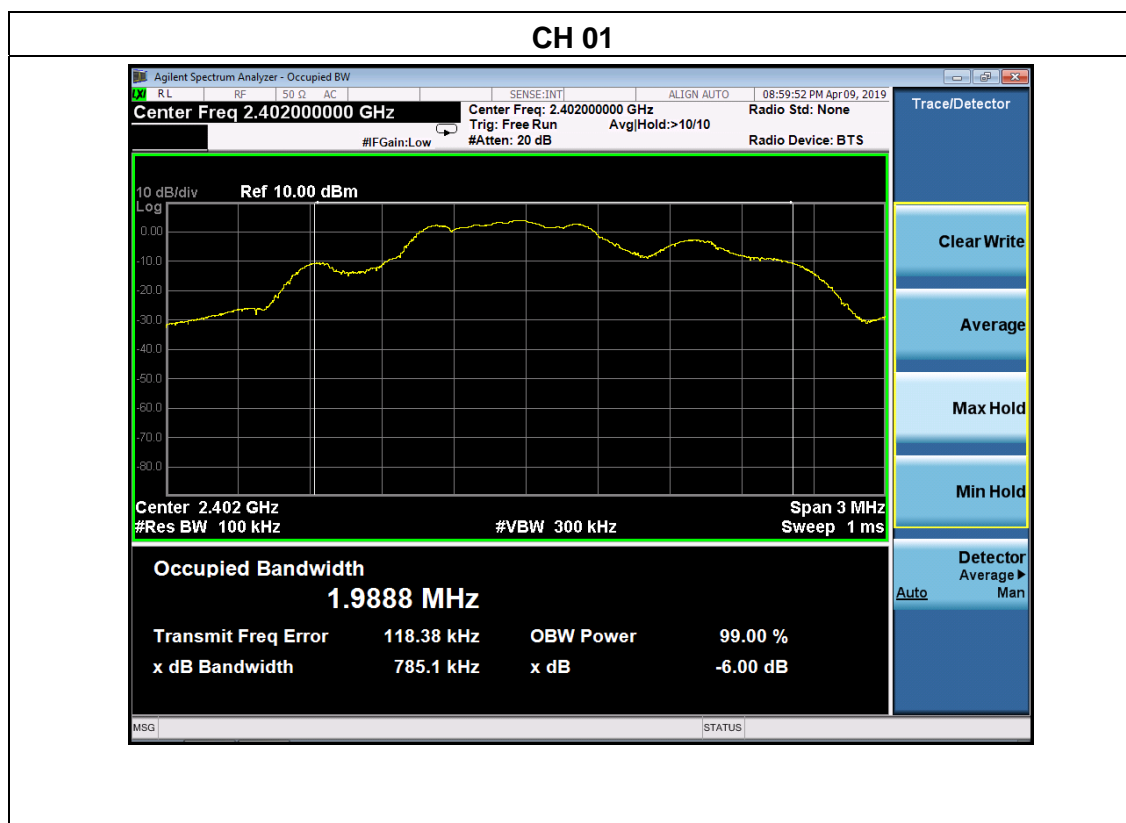 CH 01
Agilent Spectrum Analyzer - Occupied BW
LXI RL RF 50 Ω AC SENSE:INT ALIGN AUTO 08:59:52 PM Apr 09, 2019
Center Freq 2.402000000 GHz
Center Freq: 2.402000000 GHz
Radio Std: None
Trig: Free Run Avg|Hold:>10/10
#IFGain:Low #Atten: 20 dB
Radio Device: BTS
Trace/Detector
10 dB/div Ref 10.00 dBm
Log
0.00
-10.0
-20.0
-30.0
-40.0
-50.0
-60.0
-70.0
-80.0
Center 2.402 GHz Span 3 MHz
#Res BW 100 kHz #VBW 300 kHz Sweep 1 ms
Clear Write
Average
Max Hold
Min Hold
Detector
Average
Auto Man
Occupied Bandwidth
1.9888 MHz
Transmit Freq Error 118.38 kHz OBW Power 99.00 %
x dB Bandwidth 785.1 kHz x dB -6.00 dB
MSG STATUS